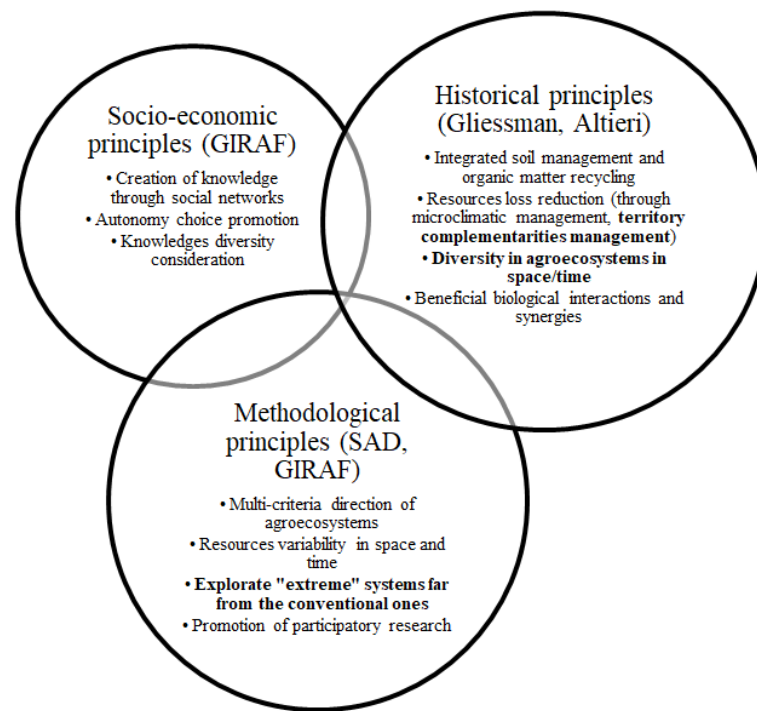 Socio-economic
principles (GIRAF)
• Creation of knowledge
through social networks
• Autonomy choice promotion
• Knowledges diversity
consideration
Historical principles
(Gliessman, Altieri)
• Integrated soil management and
organic matter recycling
• Resources loss reduction (through
microclimatic management, territory
complementarities management)
• Diversity in agroecosystems in
space/time
• Beneficial biological interactions and
synergies
Methodological
principles (SAD,
GIRAF)
• Multi-criteria direction of
agroecosystems
• Resources variability in space and
time
• Explorate "extreme" systems far
from the conventional ones
• Promotion of participatory research